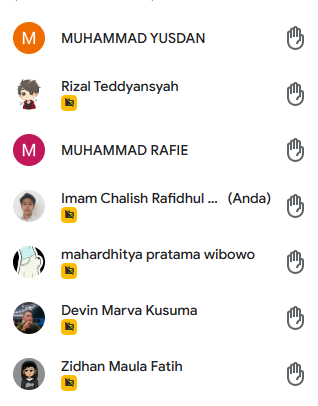 M MUHAMMAD YUSDAN
Rizal Teddyansyah
M MUHAMMAD RAFIE
Imam Chalish Rafidhul ... (Anda)
mahardhitya pratama wibowo
Devin Marva Kusuma
Zidhan Maula Fatih